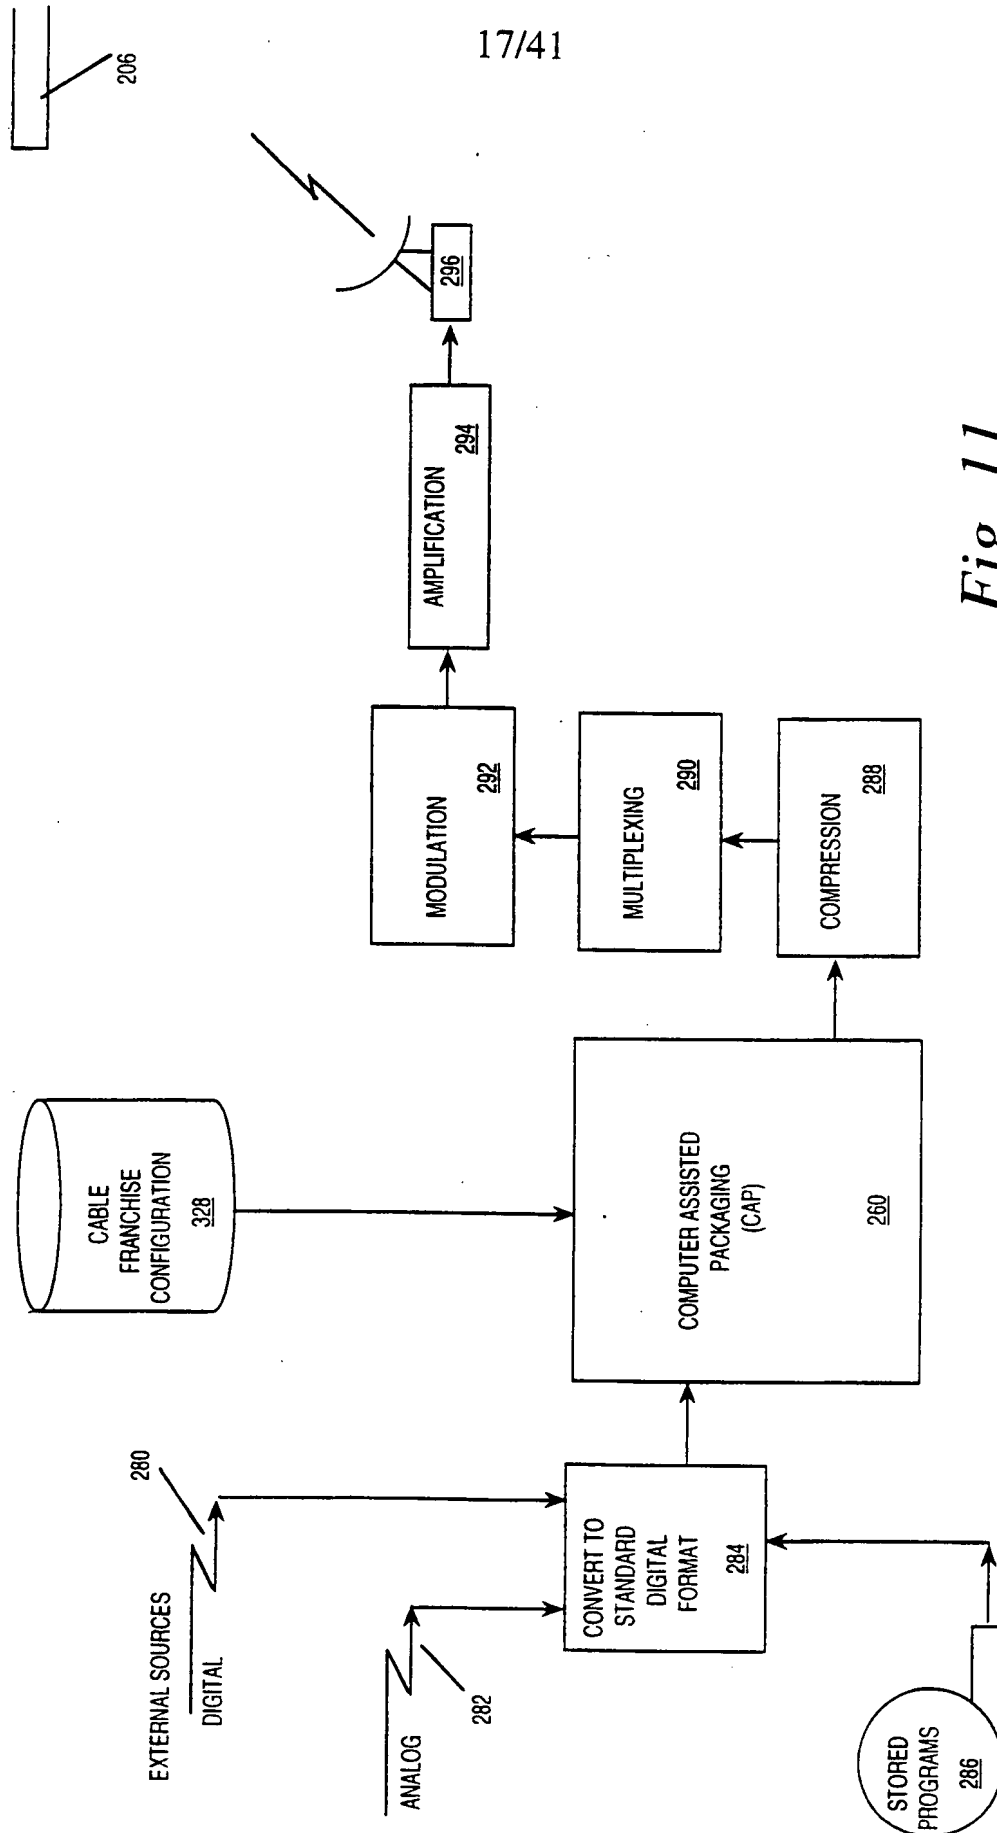 17/41
206
296
AMPLIFICATION
294
MODULATION
292
MULTIPLEXING
290
COMPRESSION
288
CABLE
FRANCHISE
CONFIGURATION
328
COMPUTER ASSISTED
PACKAGING
(CAP)
260
EXTERNAL SOURCES
DIGITAL
280
ANALOG
282
CONVERT TO
STANDARD
DIGITAL
FORMAT
284
STORED
PROGRAMS
286
Fig. 11